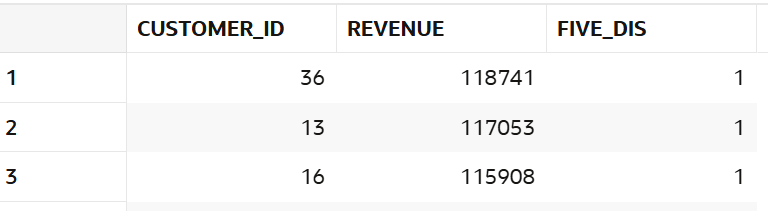 CUSTOMER_ID REVENUE FIVE_DIS
1 36 118741 1
2 13 117053 1
3 16 115908 1